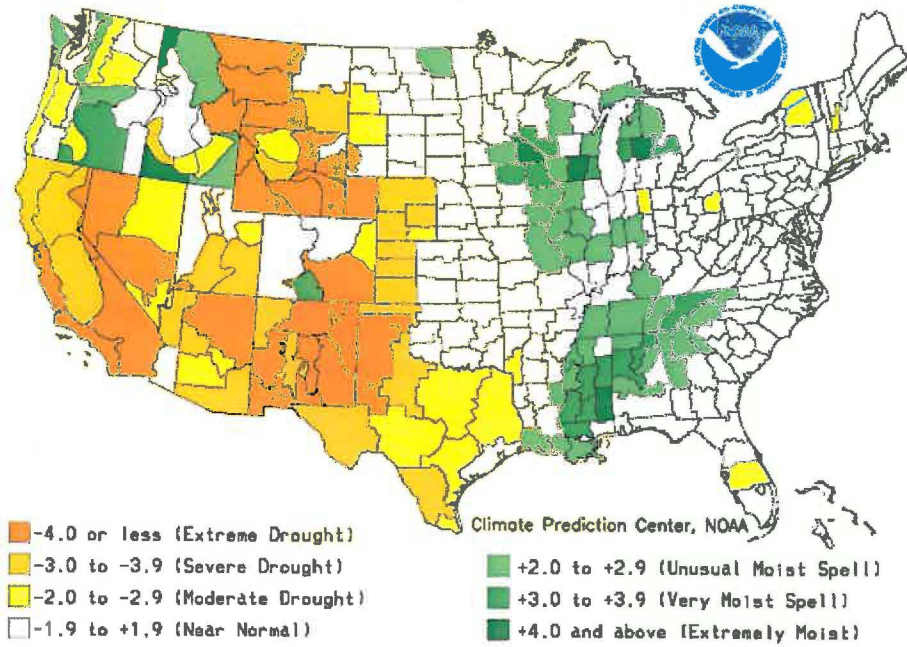 NOAA
Climate Prediction Center, NOAA
-4.0 or less (Extreme Drought)
-3.0 to -3.9 (Severe Drought)
-2.0 to -2.9 (Moderate Drought)
-1.9 to +1.9 (Near Normal)
+2.0 to +2.9 (Unusual Moist Spell)
+3.0 to +3.9 (Very Moist Spell)
+4.0 and above (Extremely Moist)